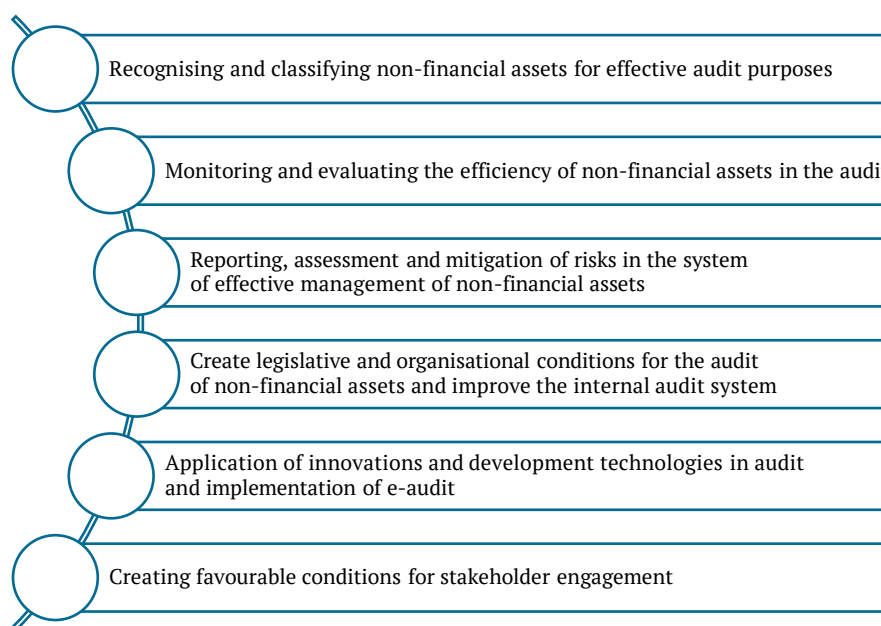 Recognising and classifying non-financial assets for effective audit purposes
Monitoring and evaluating the efficiency of non-financial assets in the audi
Reporting, assessment and mitigation of risks in the system
of effective management of non-financial assets
Create legislative and organisational conditions for the audit
of non-financial assets and improve the internal audit system
Application of innovations and development technologies in audit
and implementation of e-audit
Creating favourable conditions for stakeholder engagement